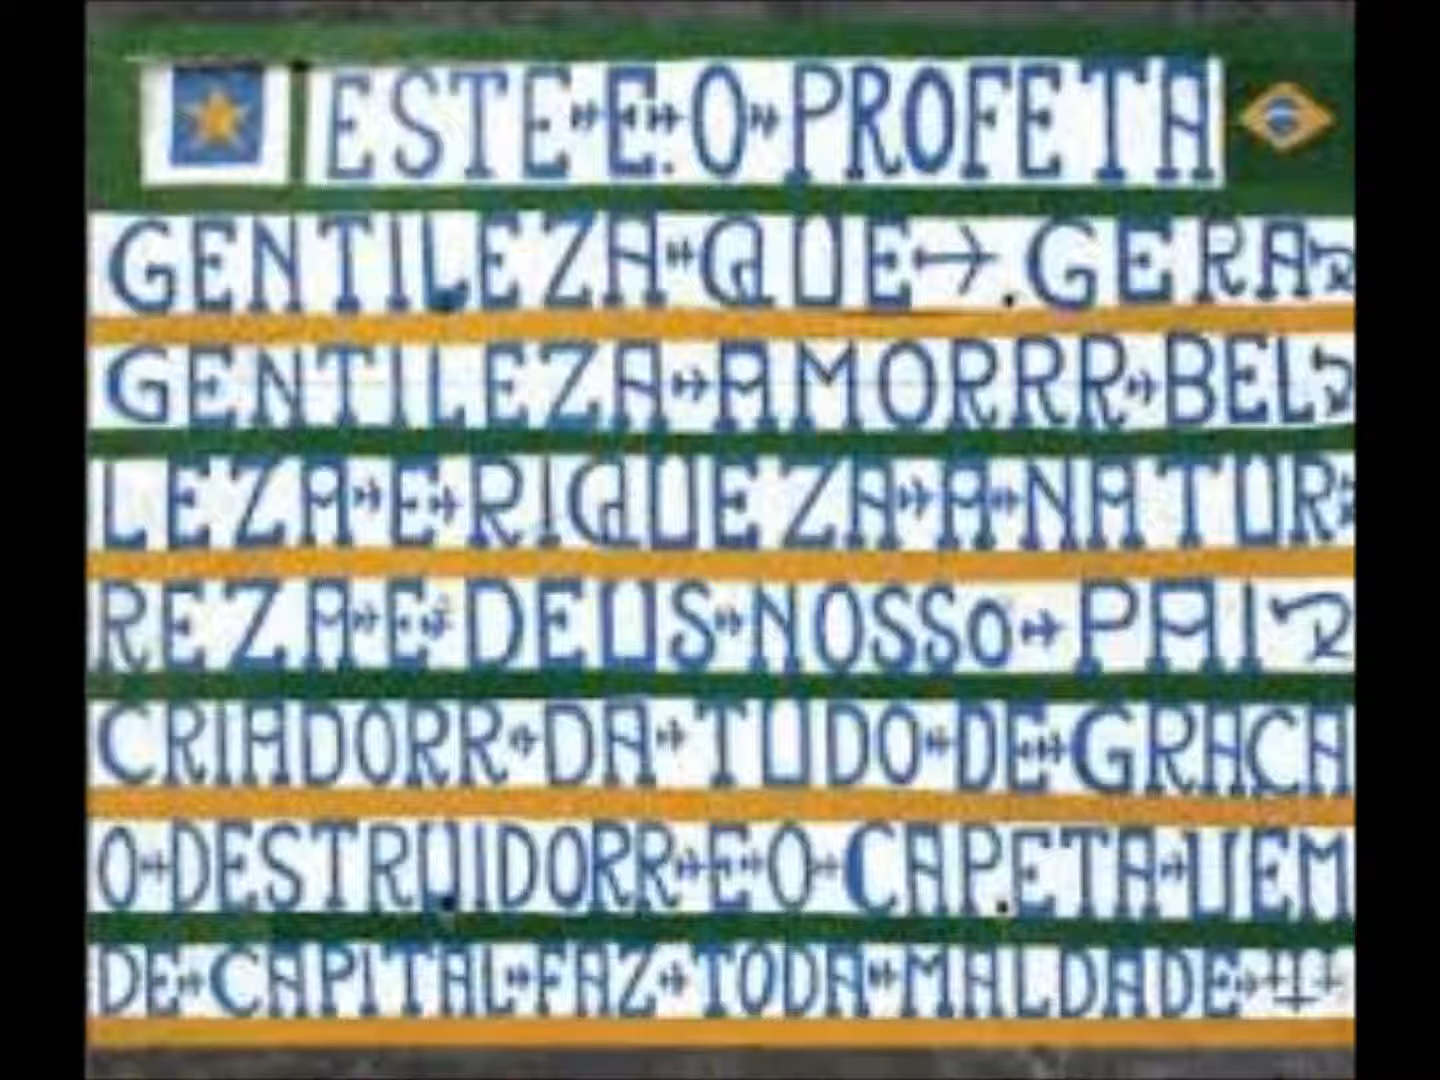 ESTE E O PROFETA
GENTILEZA QUE GERA
GENTILEZA AMORRR BEL
LEZA E RIQUEZA A NATUR
REZA E DEUS NOSSO PAI
CRIADORR DA TUDO DE GRACA
O DESTRUIDORR E O CAPETA UEM
DE CAPITAL FAZ TODA MALDADE